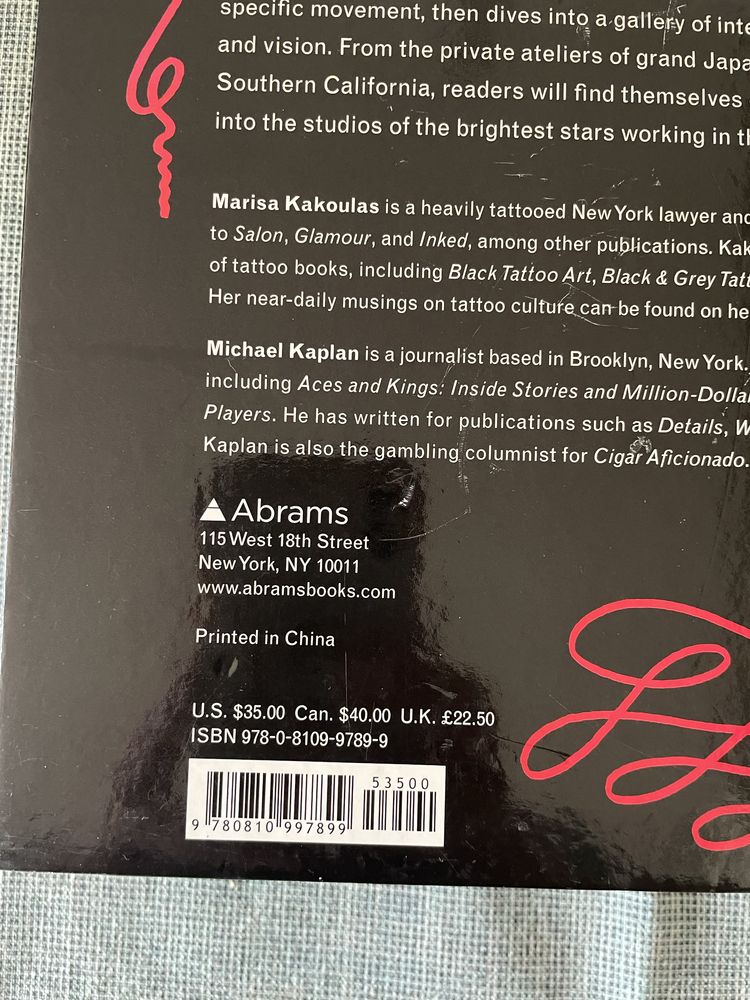 specific movement, then dives into a gallery of inte
and vision. From the private ateliers of grand Japa
Southern California, readers will find themselves
into the studios of the brightest stars working in th
Marisa Kakoulas is a heavily tattooed New York lawyer and
to Salon, Glamour, and Inked, among other publications. Kak
of tattoo books, including Black Tattoo Art, Black & Grey Tatt
Her near-daily musings on tattoo culture can be found on he
Michael Kaplan is a journalist based in Brooklyn, New York.
including Aces and Kings: Inside Stories and Million-Dollar
Players. He has written for publications such as Details, W
Kaplan is also the gambling columnist for Cigar Aficionado.
Abrams
115 West 18th Street
New York, NY 10011
www.abramsbooks.com
Printed in China
U.S. $35.00 Can. $40.00 U.K. £22.50
ISBN 978-0-8109-9789-9
53500
9 780810 997899